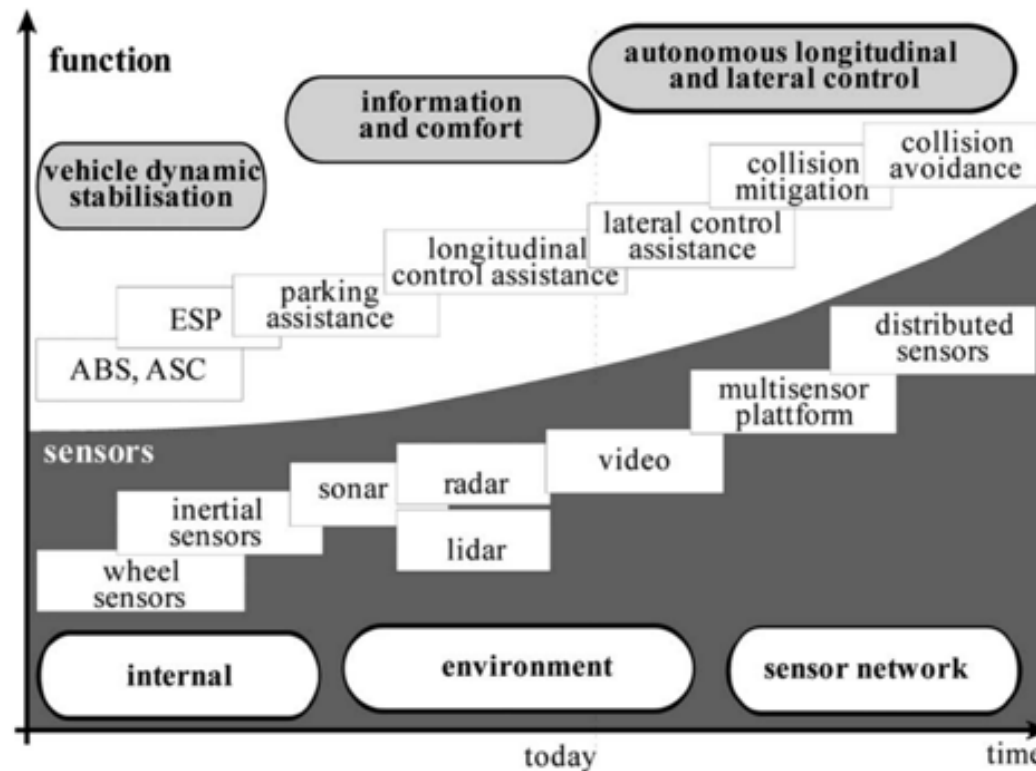 function
autonomous longitudinal
and lateral control
information
and comfort
vehicle dynamic
stabilisation
collision
avoidance
collision
mitigation
lateral control
assistance
longitudinal
control assistance
parking
assistance
ESP
ABS, ASC
sensors
distributed
sensors
multisensor
plattform
video
radar
sonar
lidar
inertial
sensors
wheel
sensors
internal
environment
sensor network
today
time